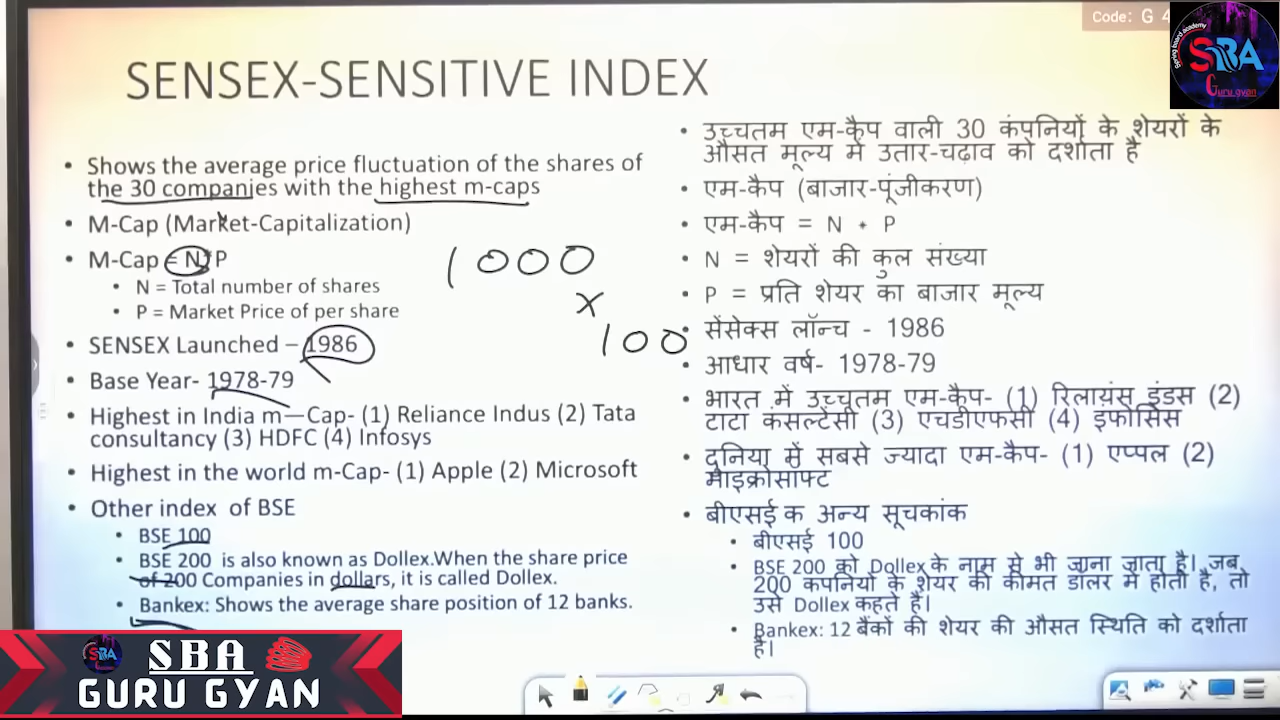 Code: G 4
Spring board academy
SBA
Guru gyan
SENSEX-SENSITIVE INDEX
• Shows the average price fluctuation of the shares of
the 30 companies with the highest m-caps
• M-Cap (Market-Capitalization)
• M-Cap = N*P
• N = Total number of shares
• P = Market Price of per share
• SENSEX Launched – 1986
• Base Year- 1978-79
• Highest in India m—Cap- (1) Reliance Indus (2) Tata
consultancy (3) HDFC (4) Infosys
• Highest in the world m-Cap- (1) Apple (2) Microsoft
• Other index of BSE
• BSE 100
• BSE 200 is also known as Dollex.When the share price
of 200 Companies in dollars, it is called Dollex.
• Bankex: Shows the average share position of 12 banks.
1000
x
100
• उच्चतम एम-कैप वाली 30 कंपनियों के शेयरों के
औसत मूल्य में उतार-चढ़ाव को दर्शाता है
• एम-कैप (बाजार-पूंजीकरण)
• एम-कैप = N * P
• N = शेयरों की कुल संख्या
• P = प्रति शेयर का बाजार मूल्य
• सेंसेक्स लॉन्च - 1986
• आधार वर्ष- 1978-79
• भारत में उच्चतम एम-कैप- (1) रिलायंस इंडस (2)
टाटा कंसल्टेंसी (3) एचडीएफसी (4) इंफोसिस
• दुनिया में सबसे ज्यादा एम-कैप- (1) एप्पल (2)
माइक्रोसॉफ्ट
• बीएसई क अन्य सूचकांक
• बीएसई 100
• BSE 200 को Dollex के नाम से भी जाना जाता है। जब
200 कंपनियों के शेयर की कीमत डॉलर में होती है, तो
उसे Dollex कहते हैं।
• Bankex: 12 बैंकों की शेयर की औसत स्थिति को दर्शाता
है।
SBA
SBA
GURU GYAN